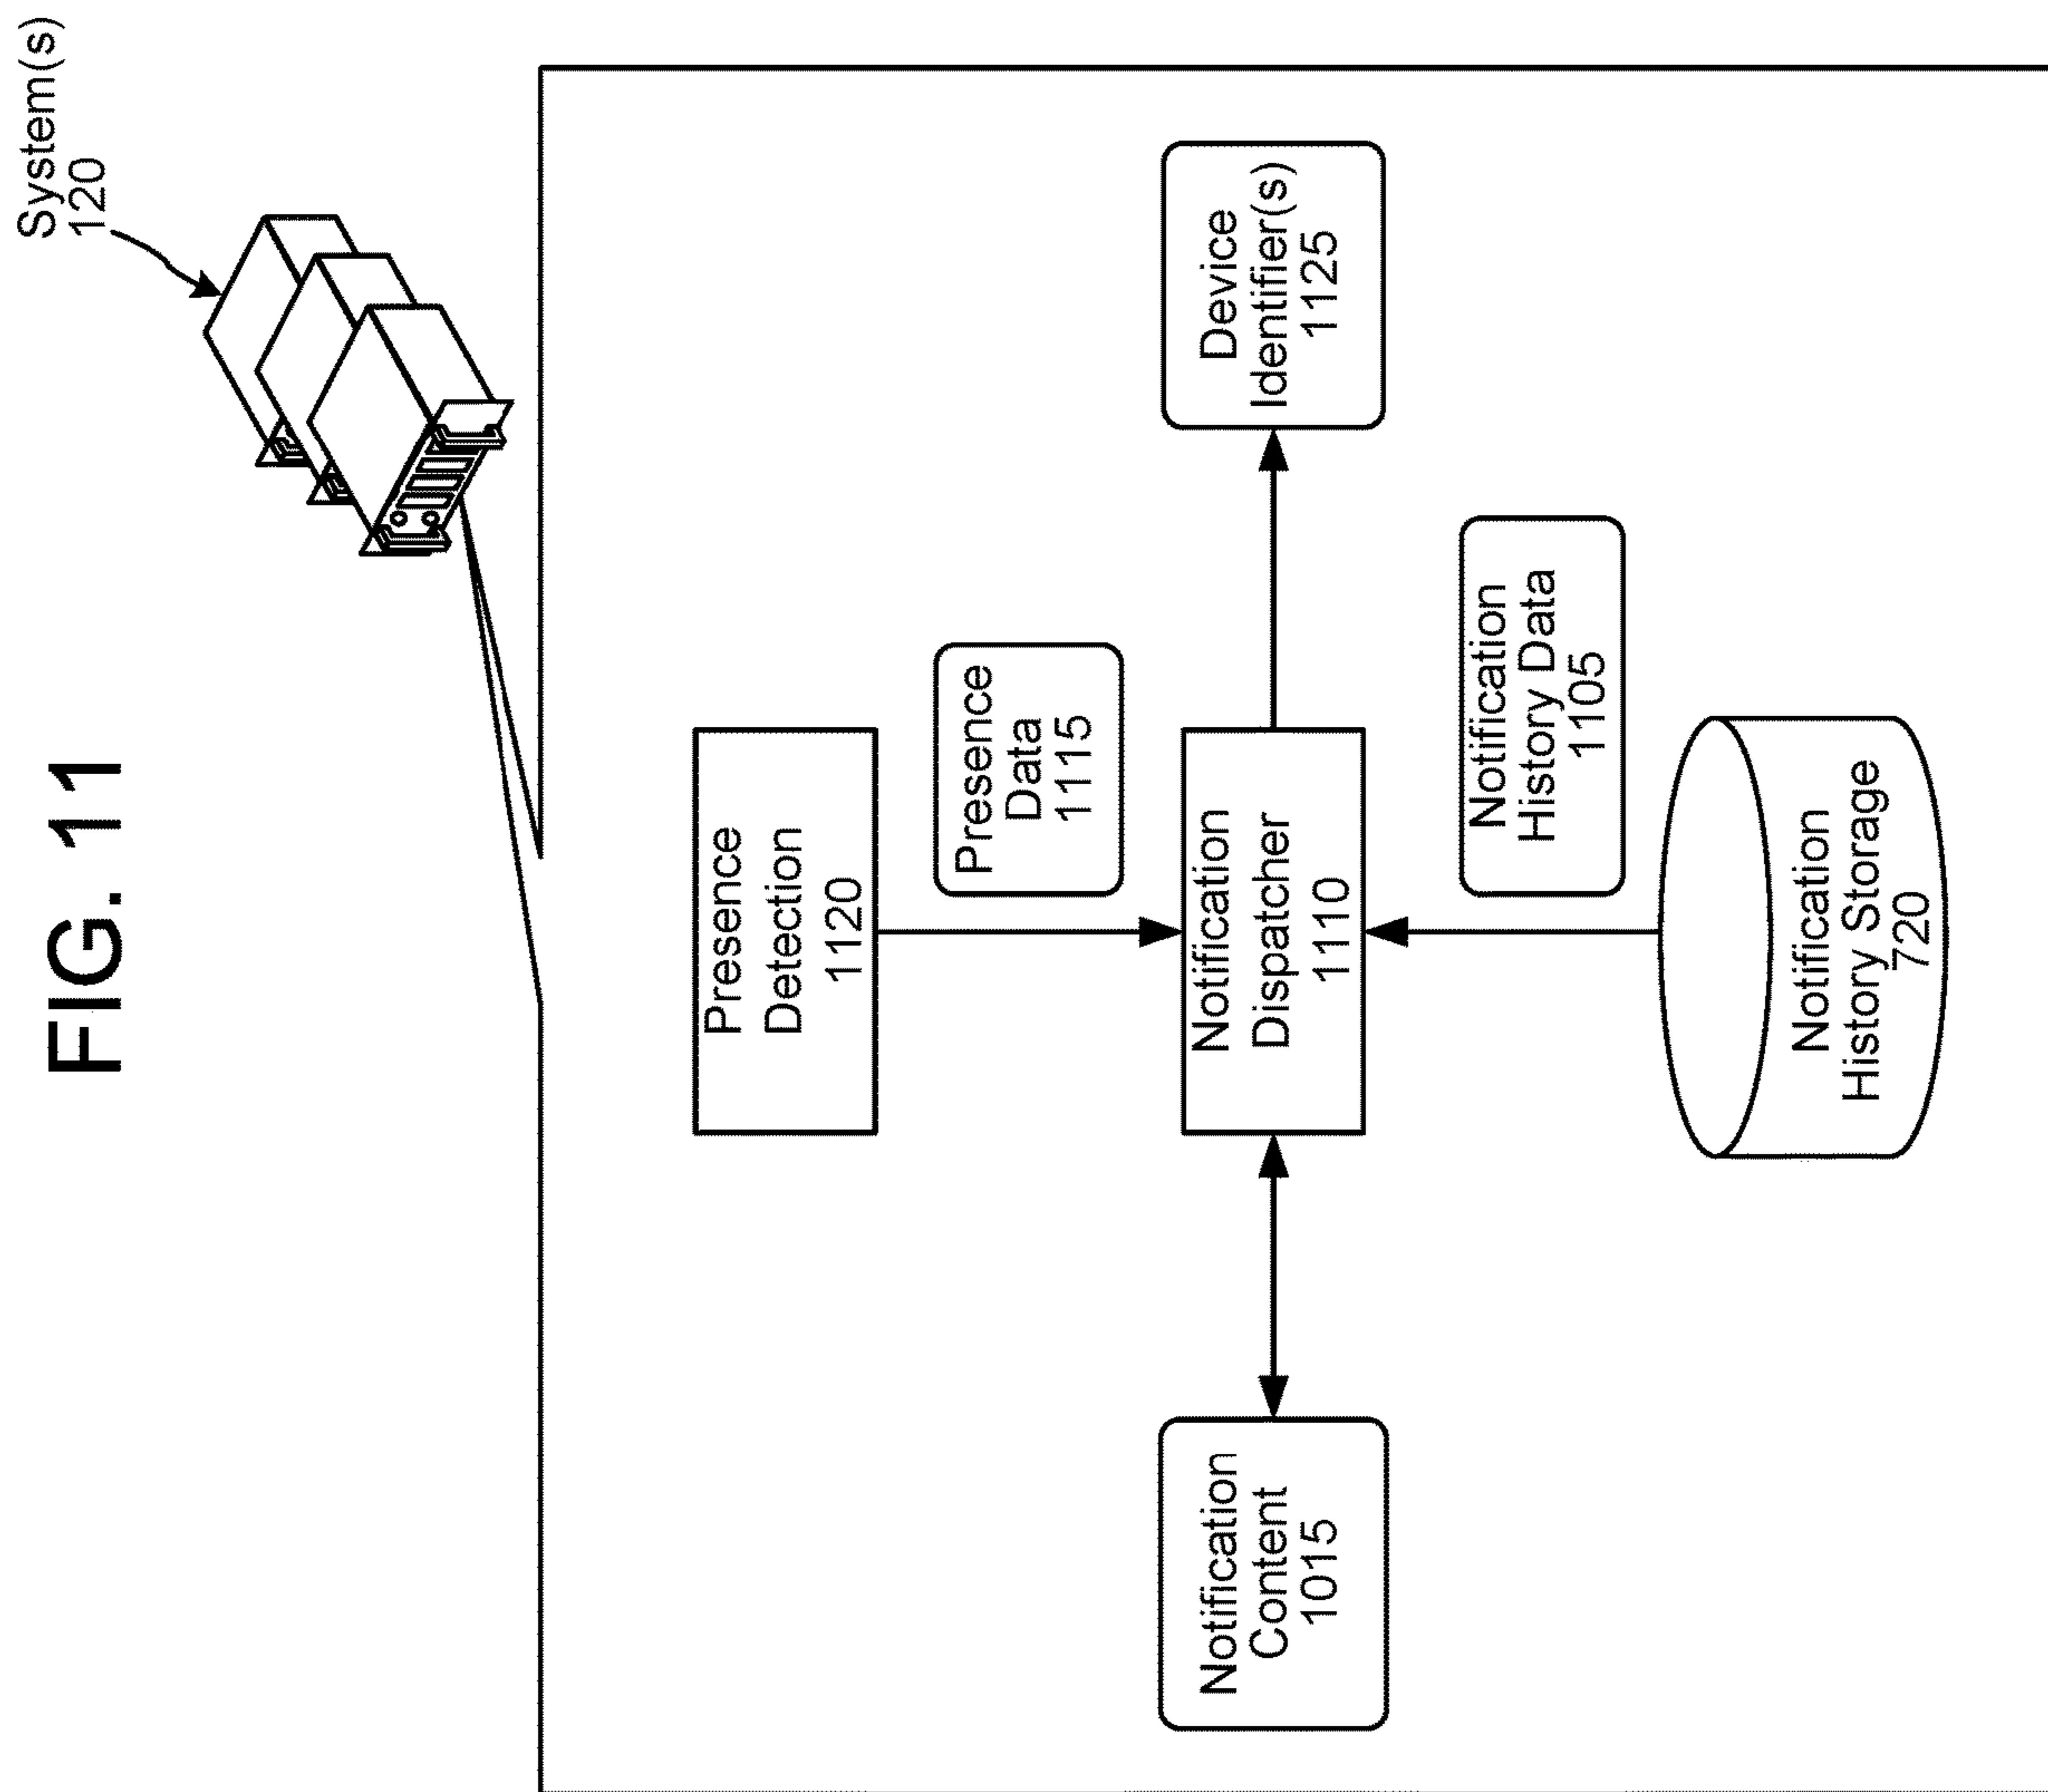 FIG. 11
System(s)
120
Presence
Detection
1120
Presence
Data
1115
Notification
Content
1015
Notification
Dispatcher
1110
Device
Identifier(s)
1125
Notification
History Data
1105
Notification
History Storage
720